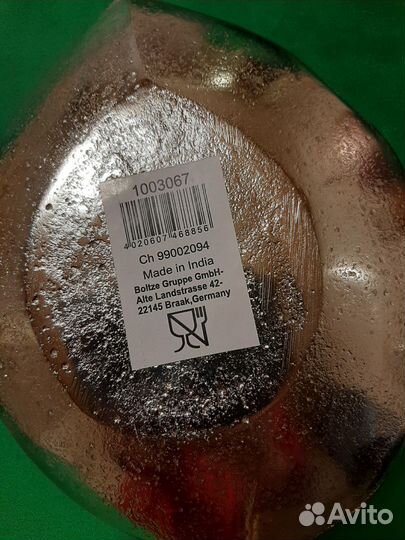 1003067
4020607468856
Ch 99002094
Made in India
Boltze Gruppe GmbH-
Alte Landstrasse 42-
22145 Braak,Germany
Avito